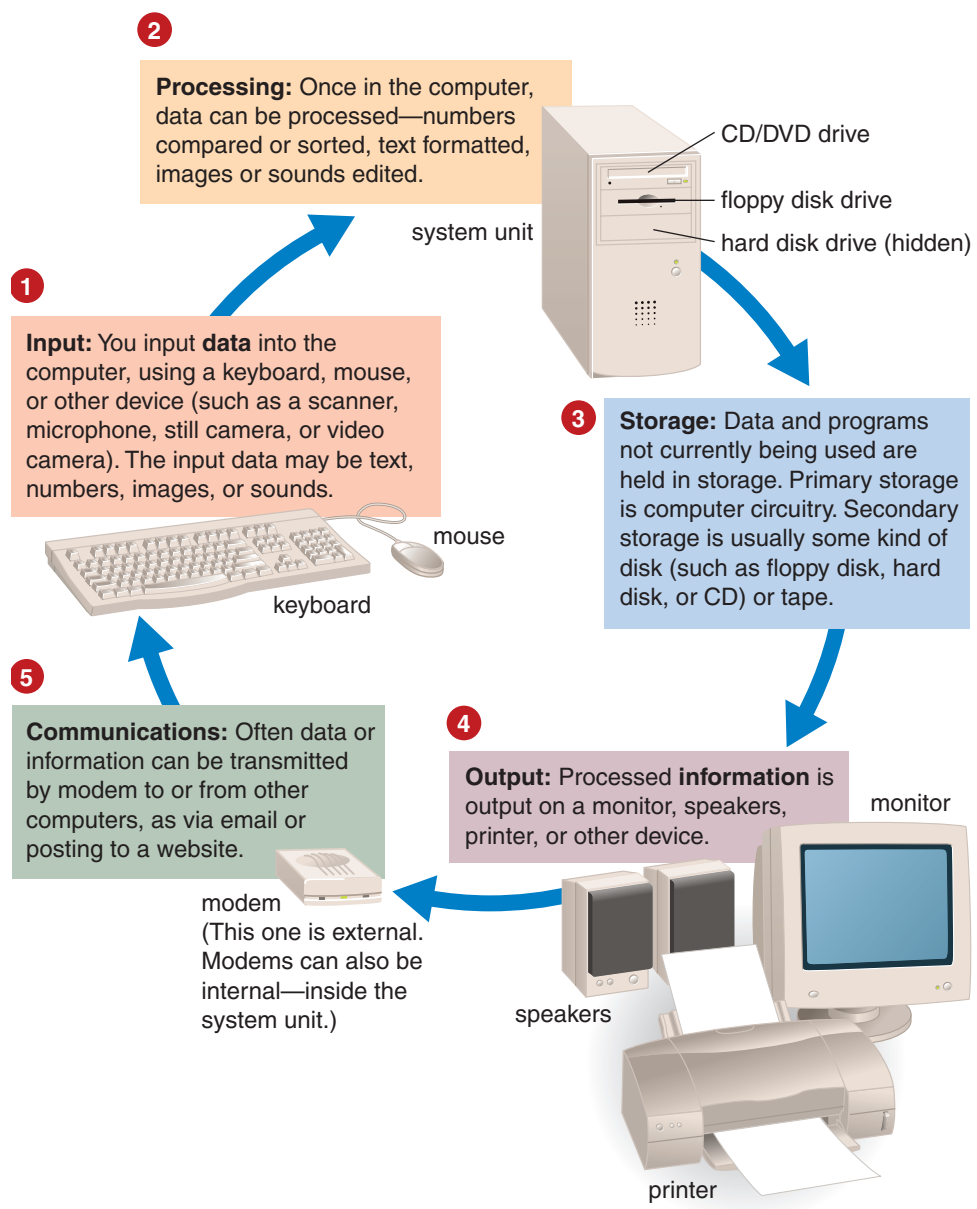 2
Processing: Once in the computer,
data can be processed—numbers
compared or sorted, text formatted,
images or sounds edited.
CD/DVD drive
floppy disk drive
hard disk drive (hidden)
system unit
1
Input: You input data into the
computer, using a keyboard, mouse,
or other device (such as a scanner,
microphone, still camera, or video
camera). The input data may be text,
numbers, images, or sounds.
mouse
keyboard
3
Storage: Data and programs
not currently being used are
held in storage. Primary storage
is computer circuitry. Secondary
storage is usually some kind of
disk (such as floppy disk, hard
disk, or CD) or tape.
5
Communications: Often data or
information can be transmitted
by modem to or from other
computers, as via email or
posting to a website.
modem
(This one is external.
Modems can also be
internal—inside the
system unit.)
4
Output: Processed information is
output on a monitor, speakers,
printer, or other device.
monitor
speakers
printer